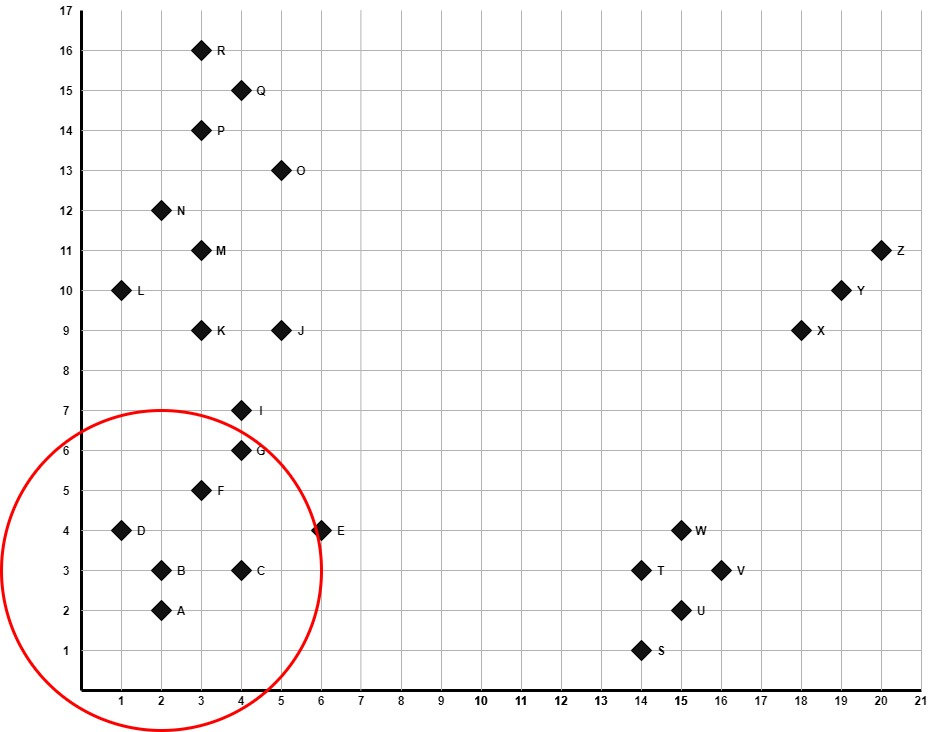 17
16 R
15 Q
14 P
13 O
12 N
11 M Z
10 L Y
9 K J X
8
7 I
6 G
5 F
4 D E W
3 B C T V
2 A U
1 S
1 2 3 4 5 6 7 8 9 10 11 12 13 14 15 16 17 18 19 20 21